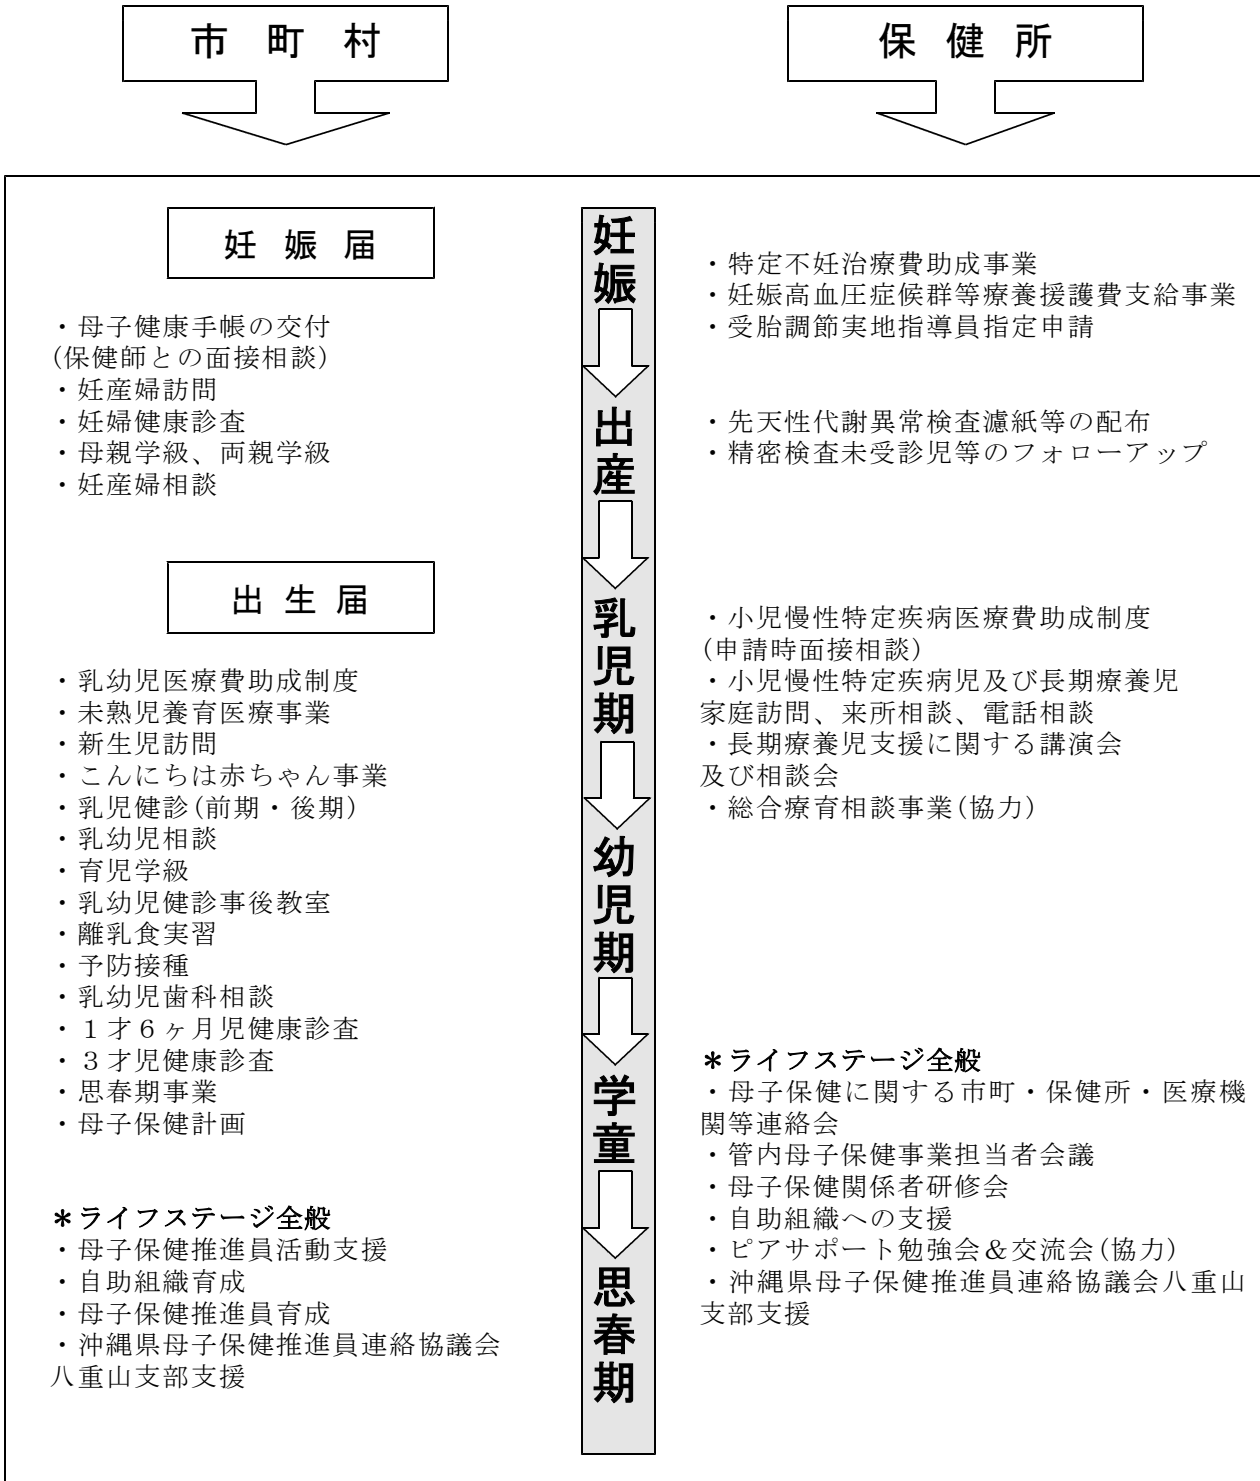 市町村
保健所
妊娠届
・母子健康手帳の交付
(保健師との面接相談)
・妊産婦訪問
・妊婦健康診査
・母親学級、両親学級
・妊産婦相談
出生届
・乳幼児医療費助成制度
・未熟児養育医療事業
・新生児訪問
・こんにちは赤ちゃん事業
・乳児健診(前期・後期)
・乳幼児相談
・育児学級
・乳幼児健診事後教室
・離乳食実習
・予防接種
・乳幼児歯科相談
・１才６ヶ月児健康診査
・３才児健康診査
・思春期事業
・母子保健計画
＊ライフステージ全般
・母子保健推進員活動支援
・自助組織育成
・母子保健推進員育成
・沖縄県母子保健推進員連絡協議会
八重山支部支援
妊娠
出産
乳児期
幼児期
学童
思春期
・特定不妊治療費助成事業
・妊娠高血圧症候群等療養援護費支給事業
・受胎調節実地指導員指定申請
・先天性代謝異常検査濾紙等の配布
・精密検査未受診児等のフォローアップ
・小児慢性特定疾病医療費助成制度
(申請時面接相談)
・小児慢性特定疾病児及び長期療養児
家庭訪問、来所相談、電話相談
・長期療養児支援に関する講演会
及び相談会
・総合療育相談事業(協力)
＊ライフステージ全般
・母子保健に関する市町・保健所・医療機
関等連絡会
・管内母子保健事業担当者会議
・母子保健関係者研修会
・自助組織への支援
・ピアサポート勉強会＆交流会(協力)
・沖縄県母子保健推進員連絡協議会八重山
支部支援